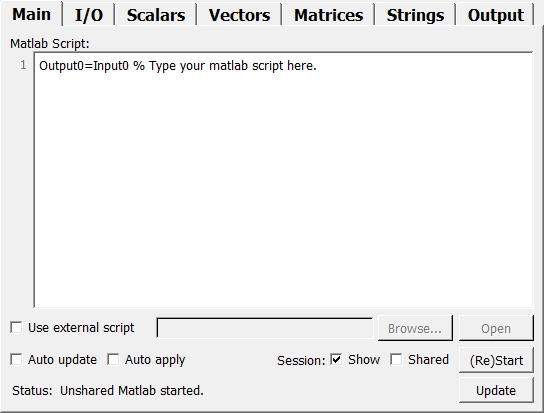 Main I/O Scalars Vectors Matrices Strings Output
Matlab Script:
1 Output0=Input0 % Type your matlab script here.
Use external script Browse... Open
Auto update Auto apply Session: Show Shared (Re)Start
Status: Unshared Matlab started. Update